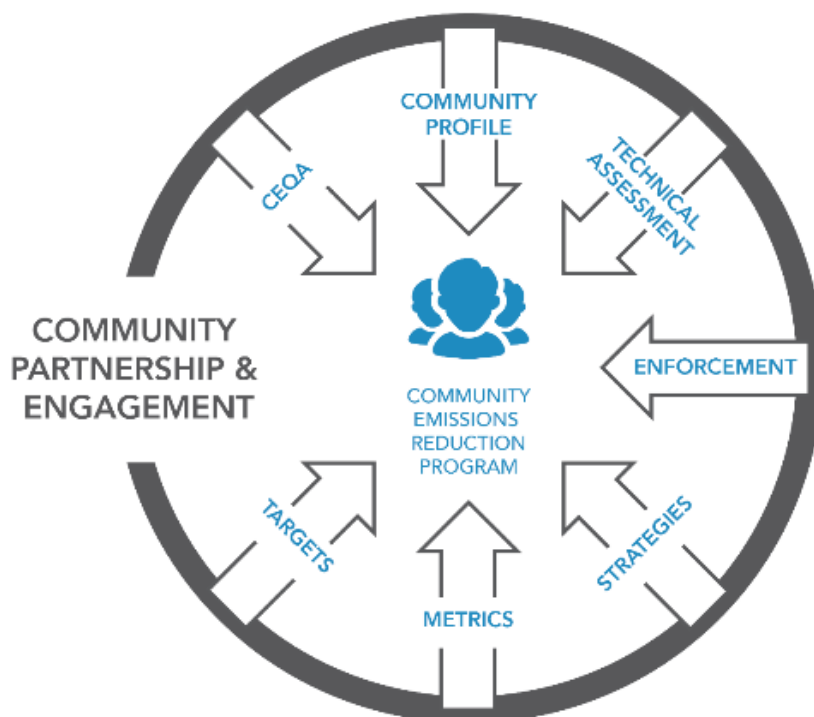 COMMUNITY
PROFILE
CEQA
TECHNICAL
ASSESSMENT
COMMUNITY
PARTNERSHIP &
ENGAGEMENT
ENFORCEMENT
COMMUNITY
EMISSIONS
REDUCTION
PROGRAM
TARGETS
STRATEGIES
METRICS